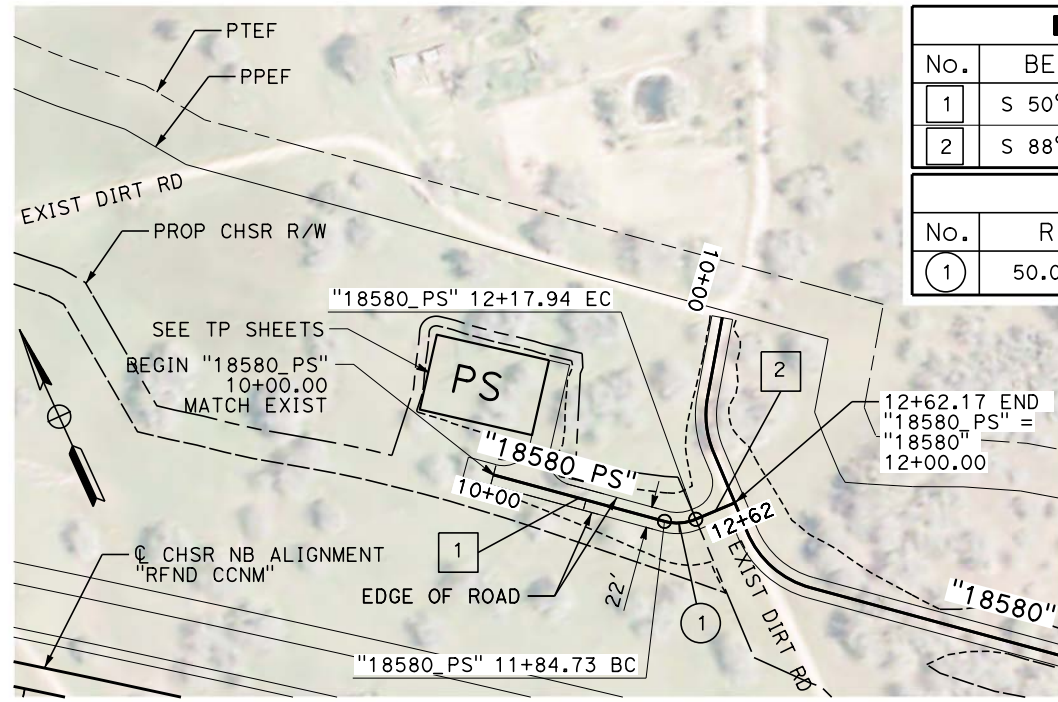 PTEF
PPEF
EXIST DIRT RD
PROP CHSR R/W
"18580_PS" 12+17.94 EC
SEE TP SHEETS
BEGIN "18580_PS"
10+00.00
MATCH EXIST
PS
10+00
2
12+62.17 END
"18580_PS" =
"18580"
12+00.00
"18580_PS"
10+00
12+62
1
EDGE OF ROAD
22'
1
EXIST DIRT RD
"18580"
℄ CHSR NB ALIGNMENT
"RFND CCNM"
"18580_PS" 11+84.73 BC
No. BE
1 S 50°
2 S 88°
No. R
1 50.0